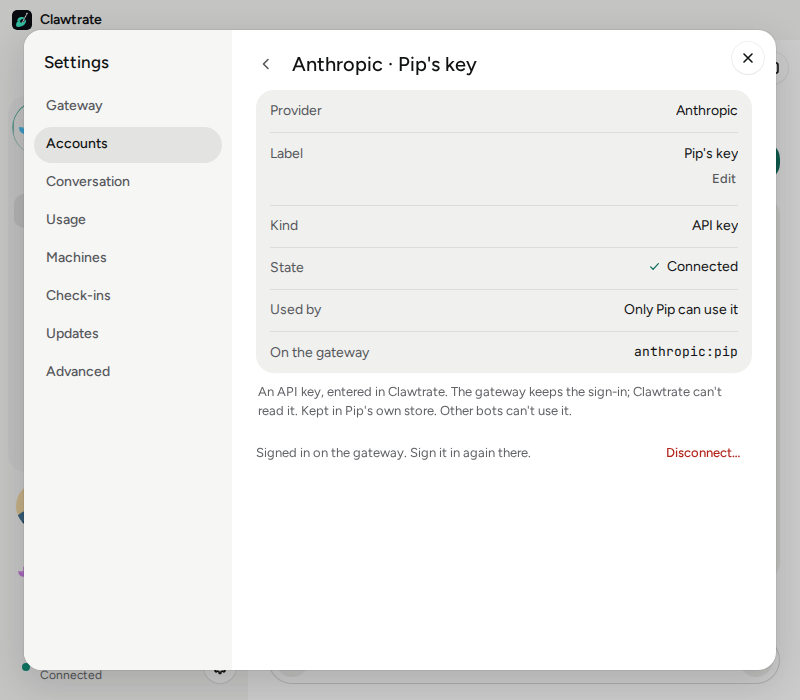 Clawtrate
Settings
Gateway
Accounts
Conversation
Usage
Machines
Check-ins
Updates
Advanced
Anthropic · Pip's key
Provider Anthropic
Label Pip's key
Edit
Kind API key
State Connected
Used by Only Pip can use it
On the gateway anthropic:pip
An API key, entered in Clawtrate. The gateway keeps the sign-in; Clawtrate can't
read it. Kept in Pip's own store. Other bots can't use it.
Signed in on the gateway. Sign it in again there. Disconnect...
Connected